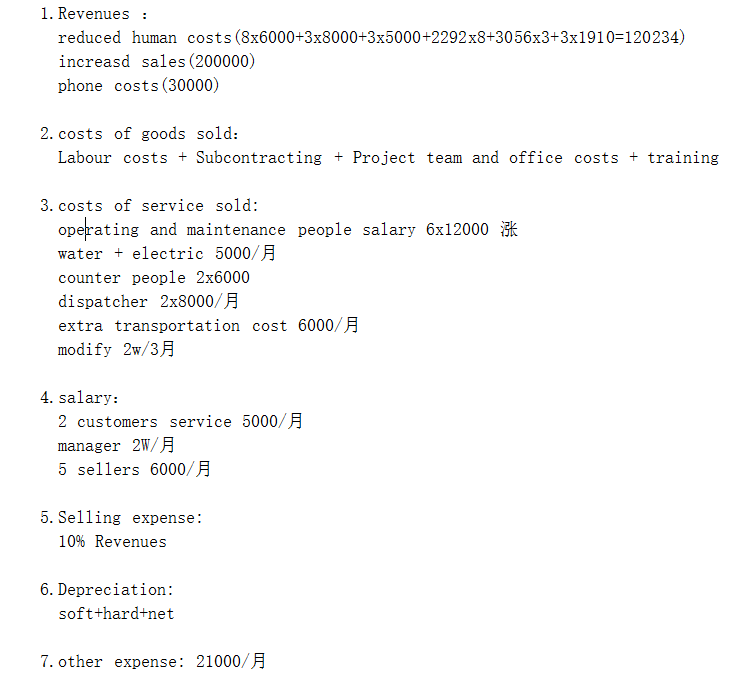 1.Revenues :
reduced human costs(8x6000+3x8000+3x5000+2292x8+3056x3+3x1910=120234)
increasd sales(200000)
phone costs(30000)
2.costs of goods sold:
Labour costs + Subcontracting + Project team and office costs + training
3.costs of service sold:
operating and maintenance people salary 6x12000 涨
water + electric 5000/月
counter people 2x6000
dispatcher 2x8000/月
extra transportation cost 6000/月
modify 2w/3月
4.salary:
2 customers service 5000/月
manager 2W/月
5 sellers 6000/月
5.Selling expense:
10% Revenues
6.Depreciation:
soft+hard+net
7.other expense: 21000/月